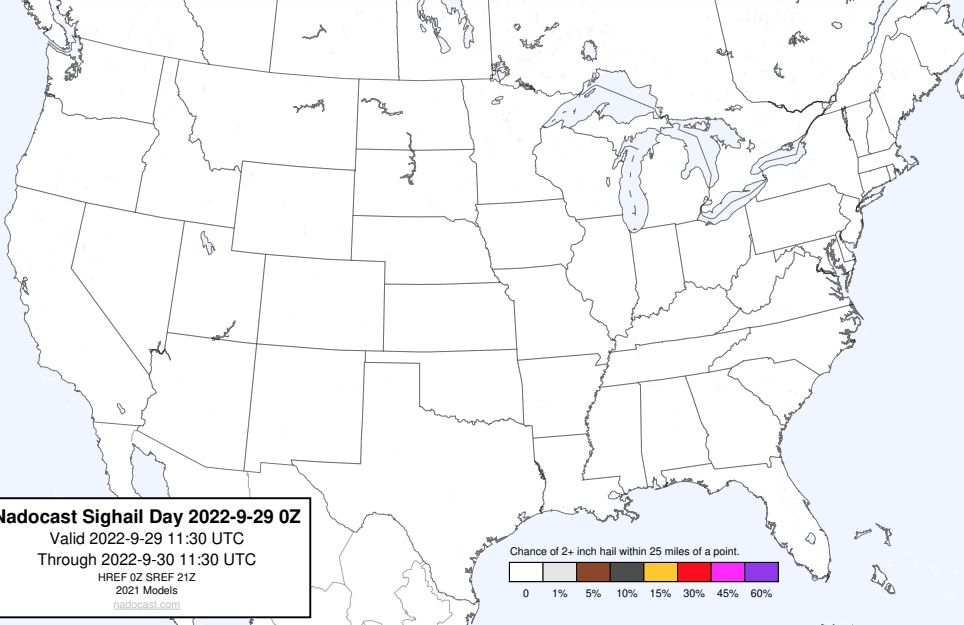 Nadocast Sighail Day 2022-9-29 0Z
Valid 2022-9-29 11:30 UTC
Through 2022-9-30 11:30 UTC
HREF 0Z SREF 21Z
2021 Models
nadocast.com
Chance of 2+ inch hail within 25 miles of a point.
0 1% 5% 10% 15% 30% 45% 60%